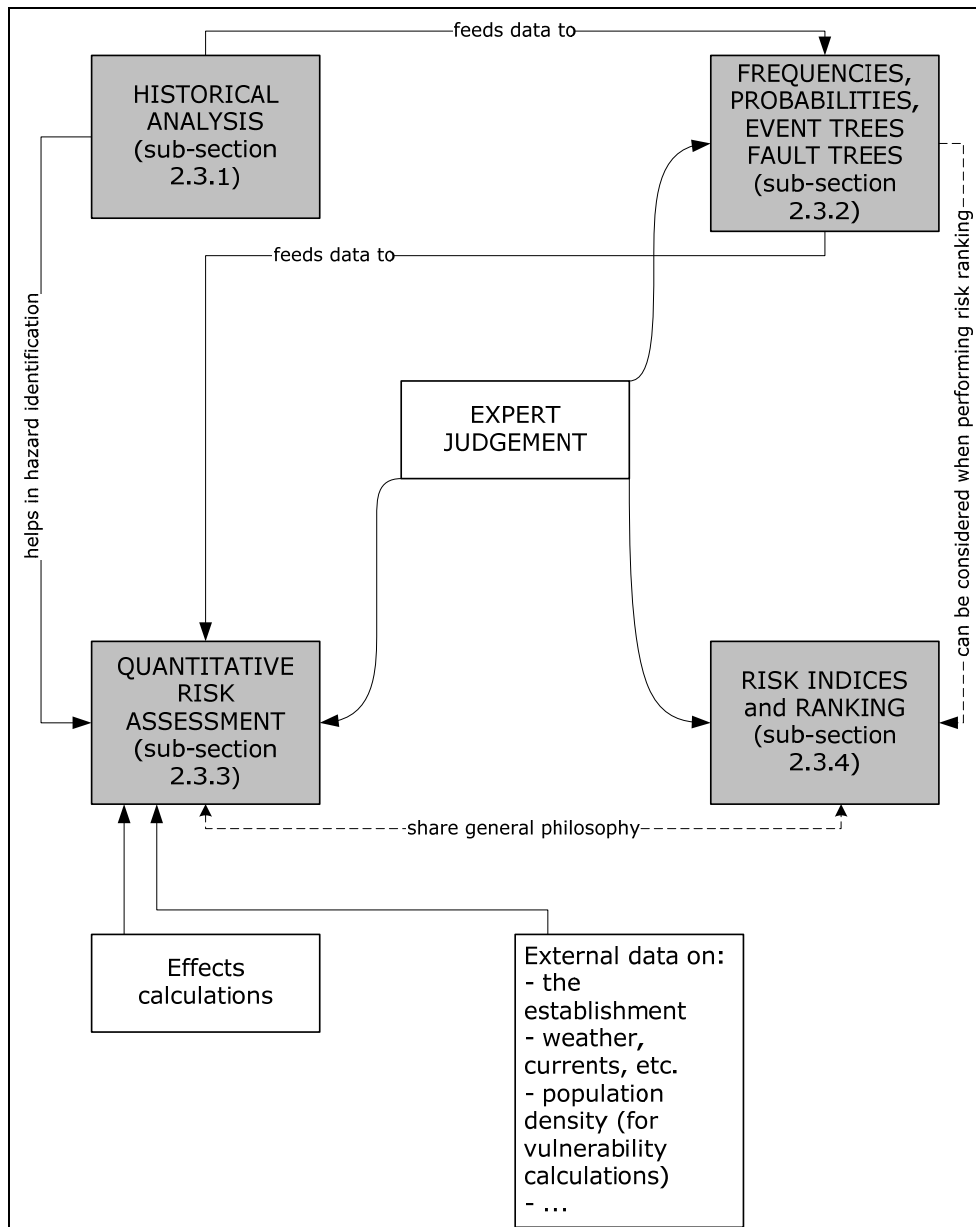 feeds data to
HISTORICAL
ANALYSIS
(sub-section
2.3.1)
FREQUENCIES,
PROBABILITIES,
EVENT TREES
FAULT TREES
(sub-section
2.3.2)
feeds data to
helps in hazard identification
can be considered when performing risk ranking
EXPERT
JUDGEMENT
QUANTITATIVE
RISK
ASSESSMENT
(sub-section
2.3.3)
RISK INDICES
and RANKING
(sub-section
2.3.4)
share general philosophy
Effects
calculations
External data on:
- the
establishment
- weather,
currents, etc.
- population
density (for
vulnerability
calculations)
- ...